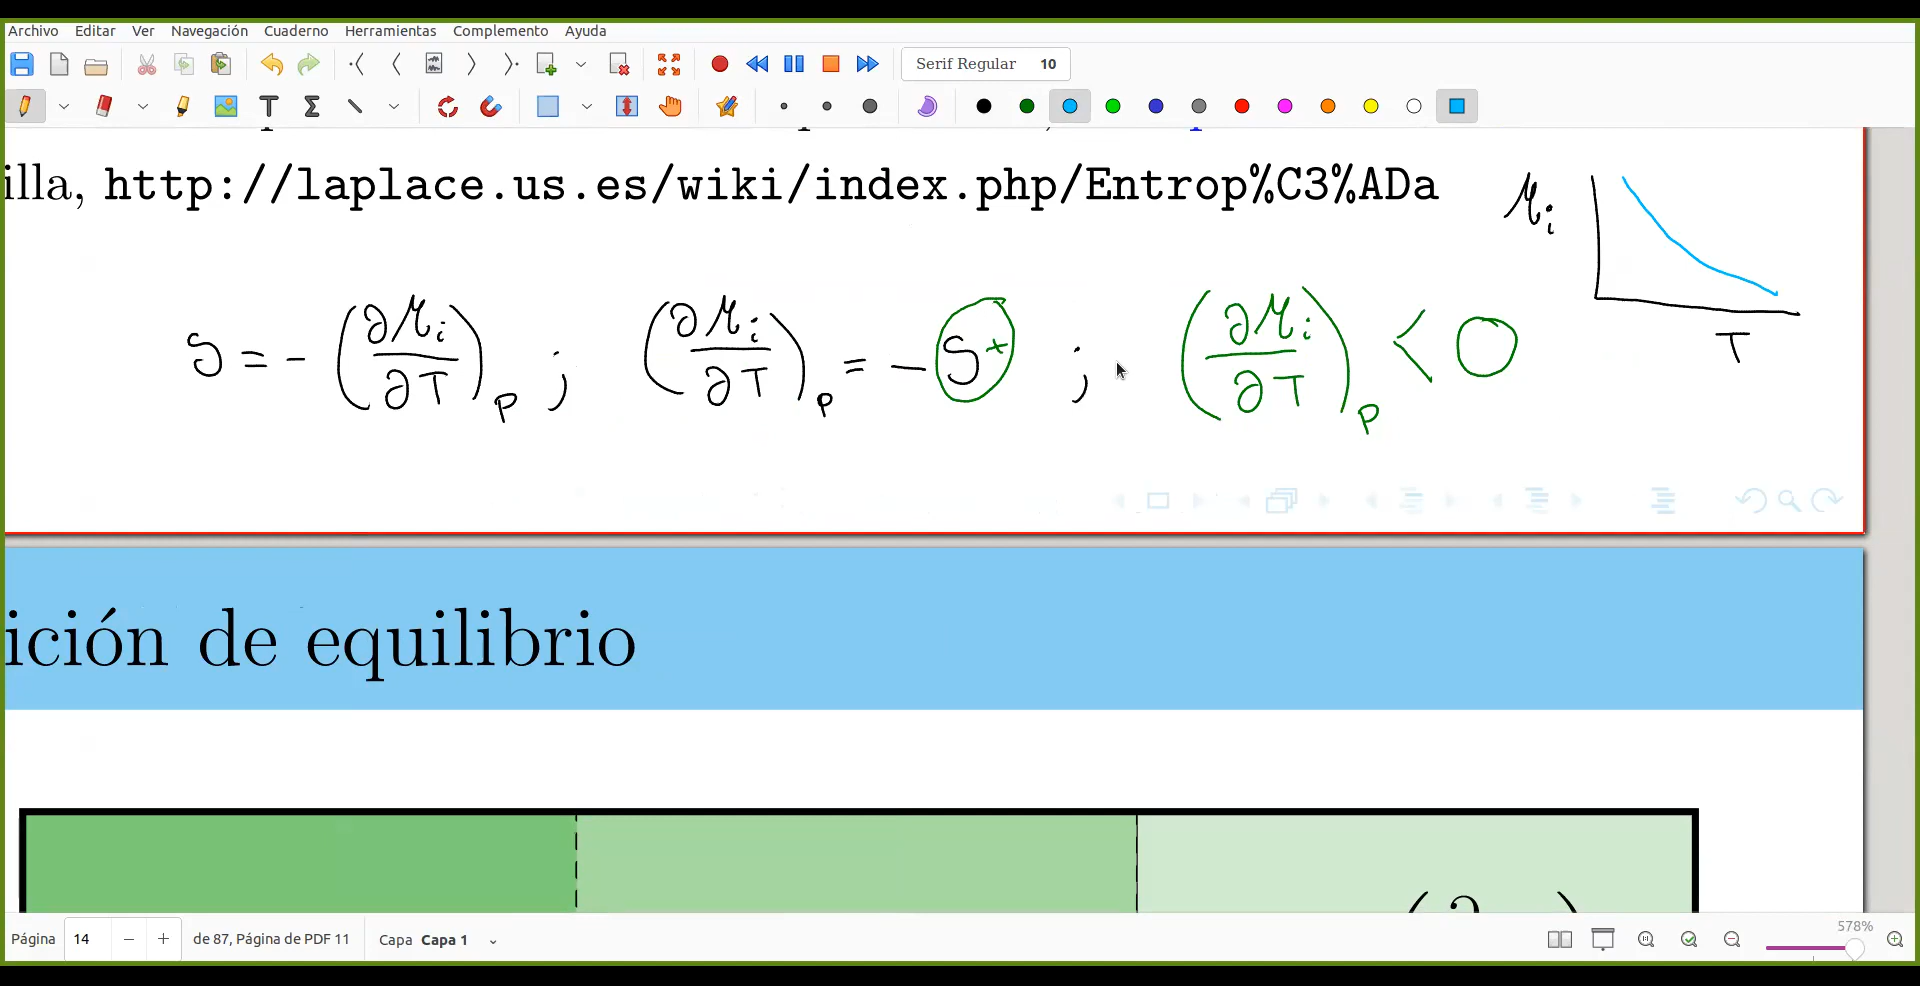 Archivo Editar Ver Navegación Cuaderno Herramientas Complemento Ayuda
Serif Regular 10
illa, http://laplace.us.es/wiki/index.php/Entrop%C3%ADa
μᵢ
T
S = - (∂μᵢ/∂T)ₚ ; (∂μᵢ/∂T)ₚ = - S⁺ ; (∂μᵢ/∂T)ₚ < 0
ición de equilibrio
Página 14 de 87, Página de PDF 11 Capa Capa 1 578%